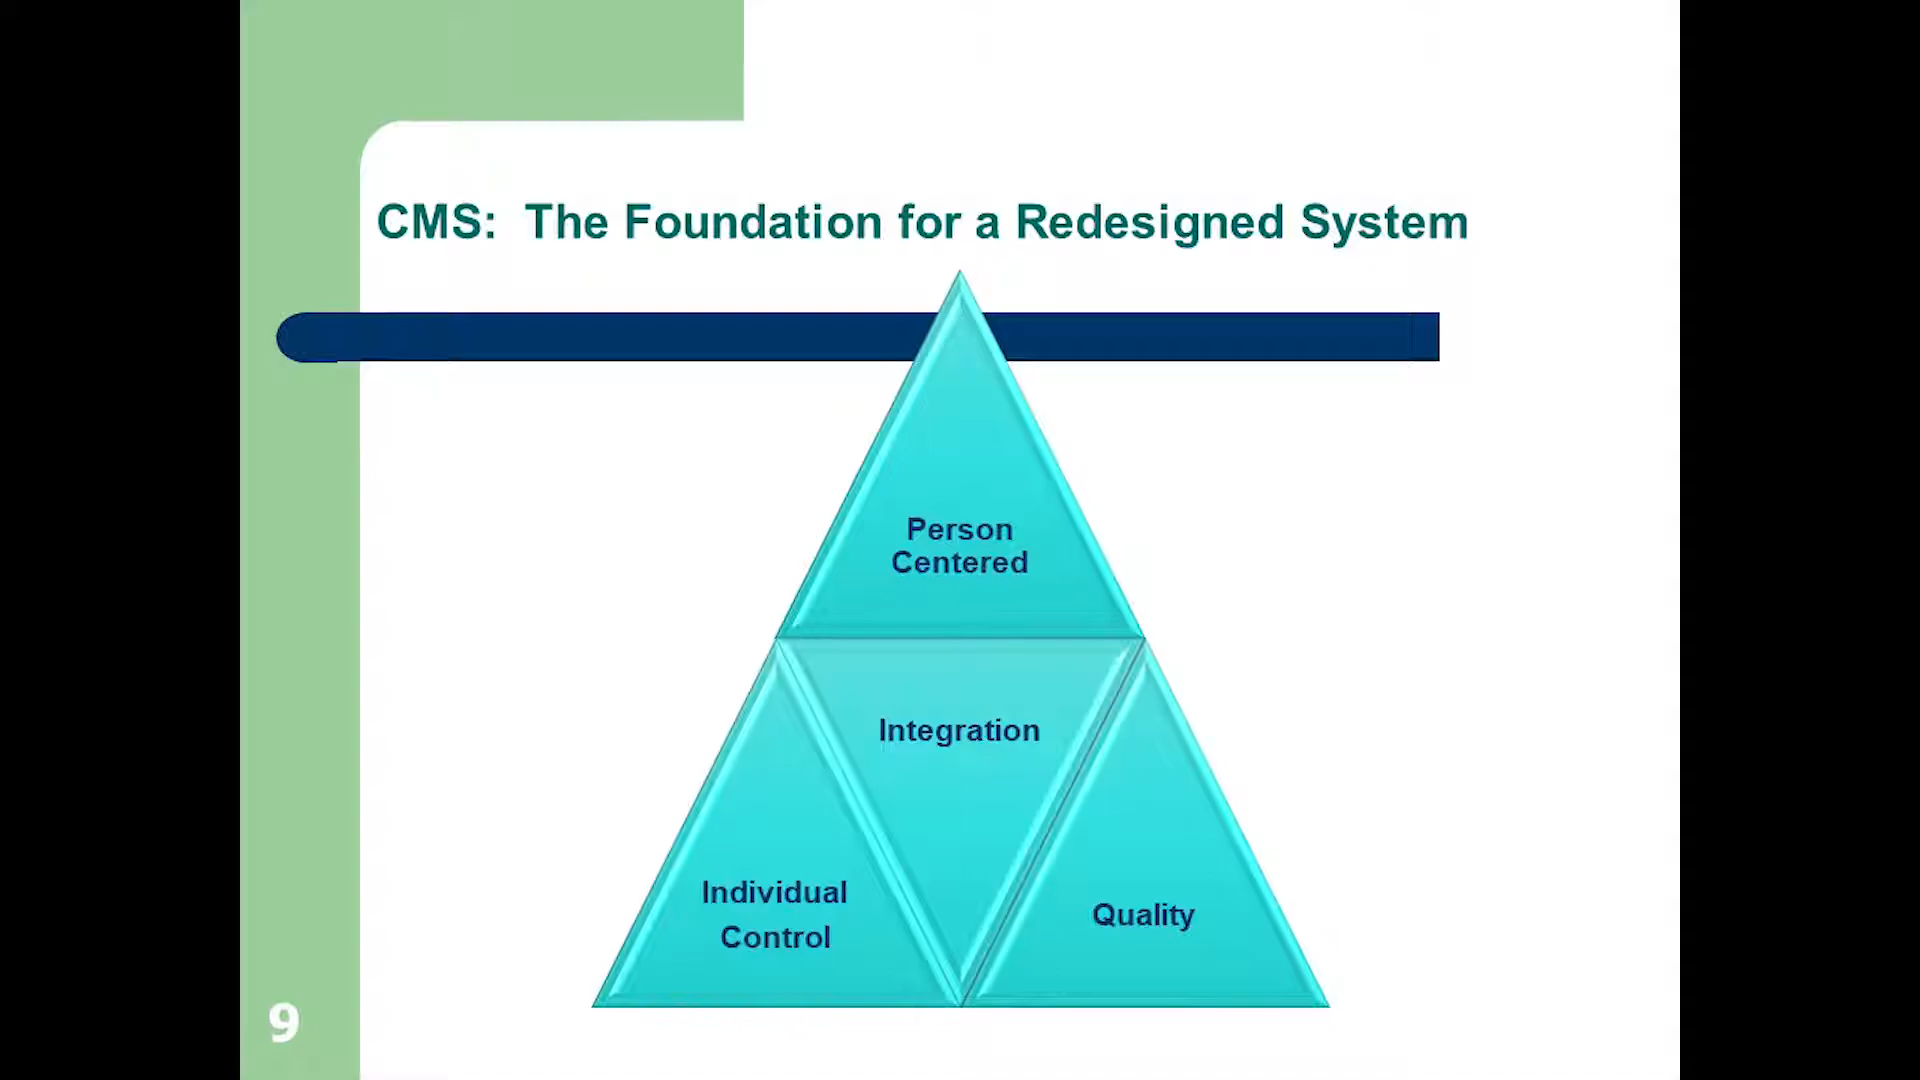 CMS: The Foundation for a Redesigned System
Person
Centered
Integration
Individual
Control
Quality
9